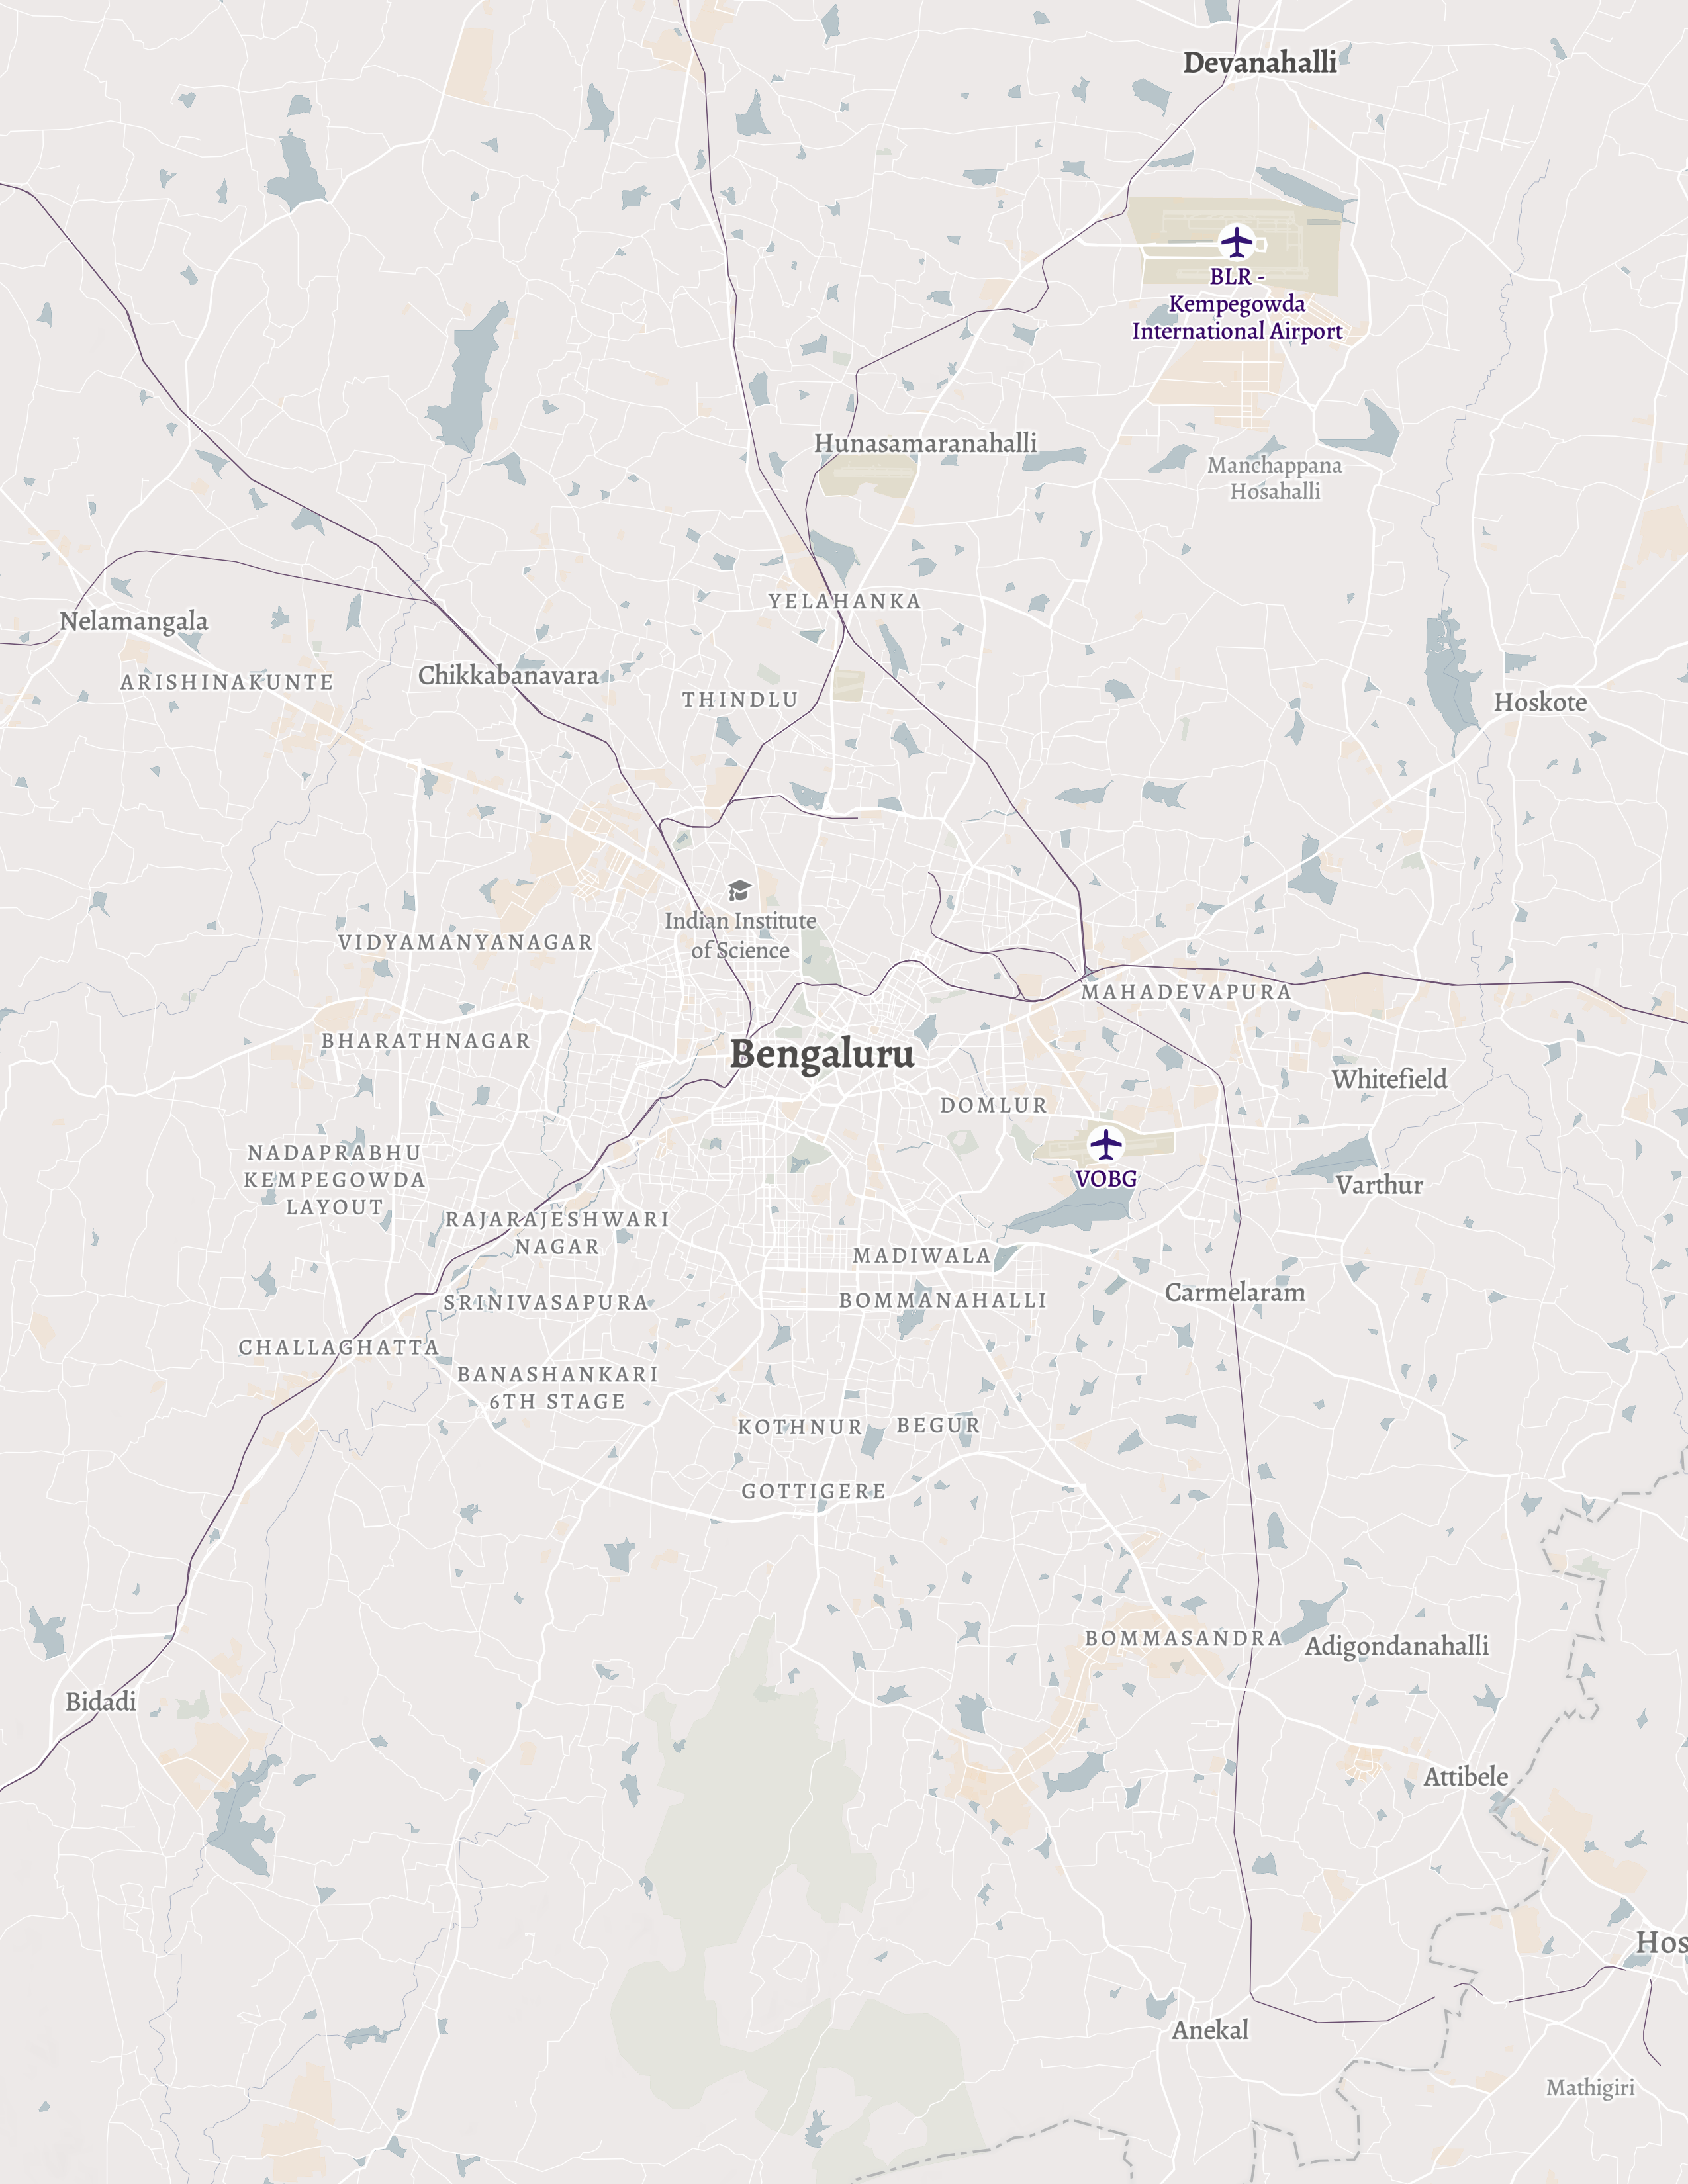 Devanahalli
BLR -
Kempegowda
International Airport
Hunasamaranahalli
Manchappana
Hosahalli
YELAHANKA
Nelamangala
Chikkabanavara
ARISHINAKUNTE
THINDLU
Hoskote
Indian Institute
of Science
VIDYAMANYANAGAR
MAHADEVAPURA
BHARATHNAGAR
Bengaluru
Whitefield
DOMLUR
NADAPRABHU
KEMPEGOWDA
LAYOUT
VOBG
Varthur
RAJARAJESHWARI
NAGAR
MADIWALA
Carmelaram
SRINIVASAPURA
BOMMANAHALLI
CHALLAGHATTA
BANASHANKARI
6TH STAGE
KOTHNUR
BEGUR
GOTTIGERE
BOMMASANDRA
Adigondanahalli
Bidadi
Attibele
Hos
Anekal
Mathigiri